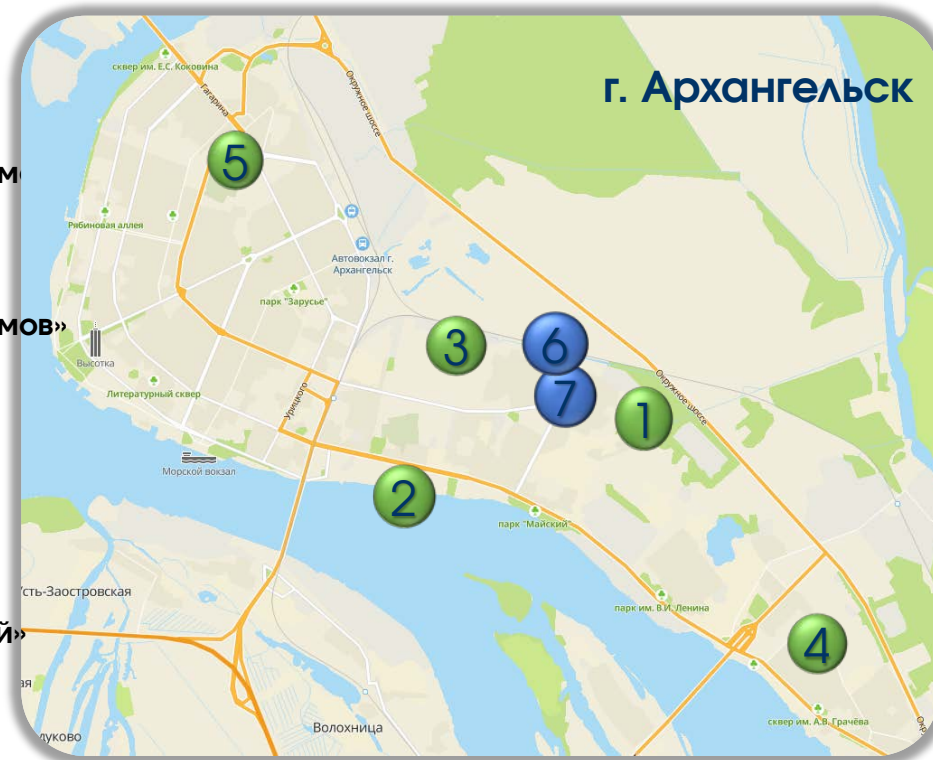 г. Архангельск
сквер им. Е.С. Коковина
Гагарина
Окружное шоссе
5
Рябиновая аллея
Автовокзал г.
Архангельск
парк "Зарусье"
мов»
Высотка
3
6
7
1
Окружное шоссе
Литературный сквер
Урицкого
Морской вокзал
2
парк "Майский"
сть-Заостровская
парк им. В.И. Ленина
й»
4
ая
сквер им. А.В. Грачёва
Волохница
дуково